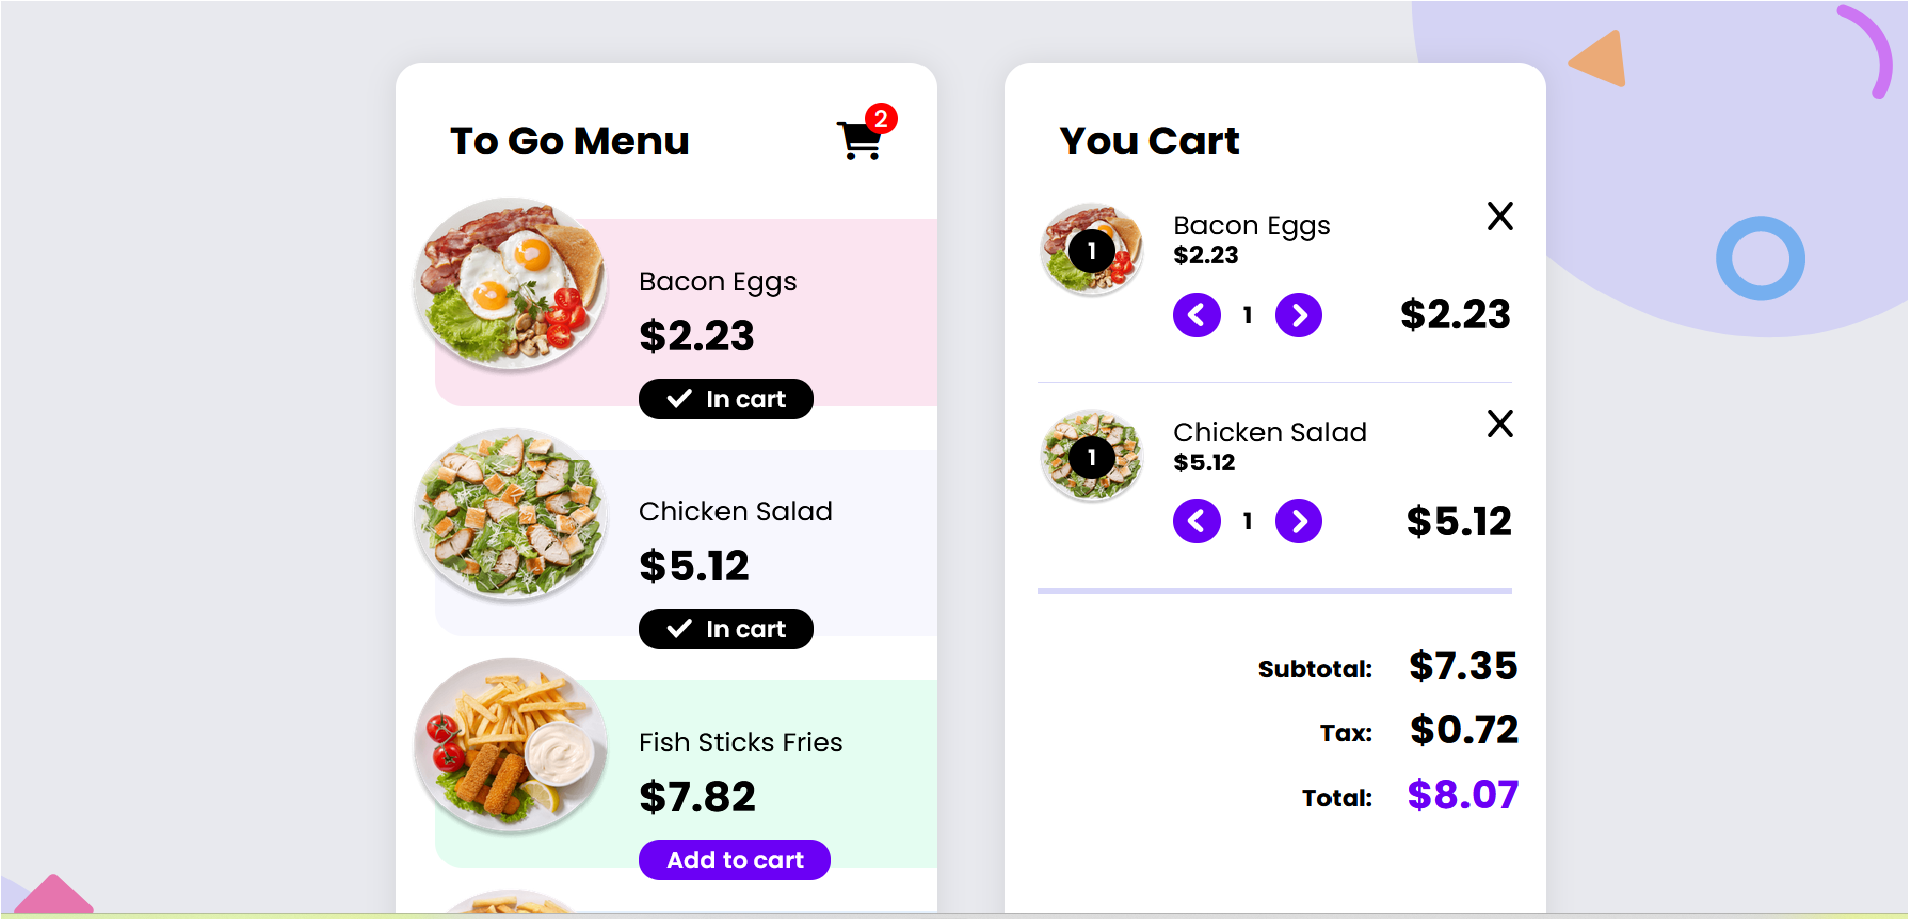 To Go Menu
2
Bacon Eggs
$2.23
In cart
Chicken Salad
$5.12
In cart
Fish Sticks Fries
$7.82
Add to cart
You Cart
1
Bacon Eggs
$2.23
1
$2.23
1
Chicken Salad
$5.12
1
$5.12
Subtotal: $7.35
Tax: $0.72
Total: $8.07